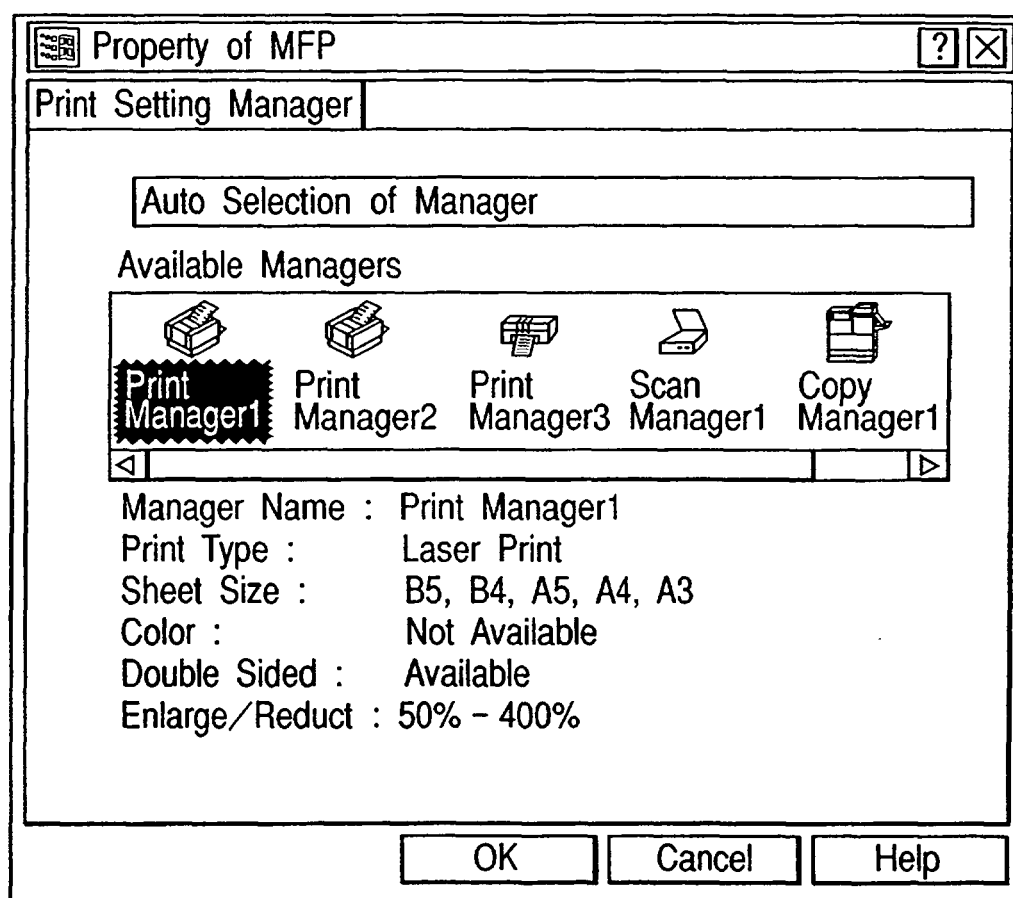 Property of MFP ?
Print Setting Manager
Auto Selection of Manager
Available Managers
Print Manager1
Print Manager2
Print Manager3
Scan Manager1
Copy Manager1
Manager Name : Print Manager1
Print Type : Laser Print
Sheet Size : B5, B4, A5, A4, A3
Color : Not Available
Double Sided : Available
Enlarge/Reduct : 50% – 400%
OK Cancel Help